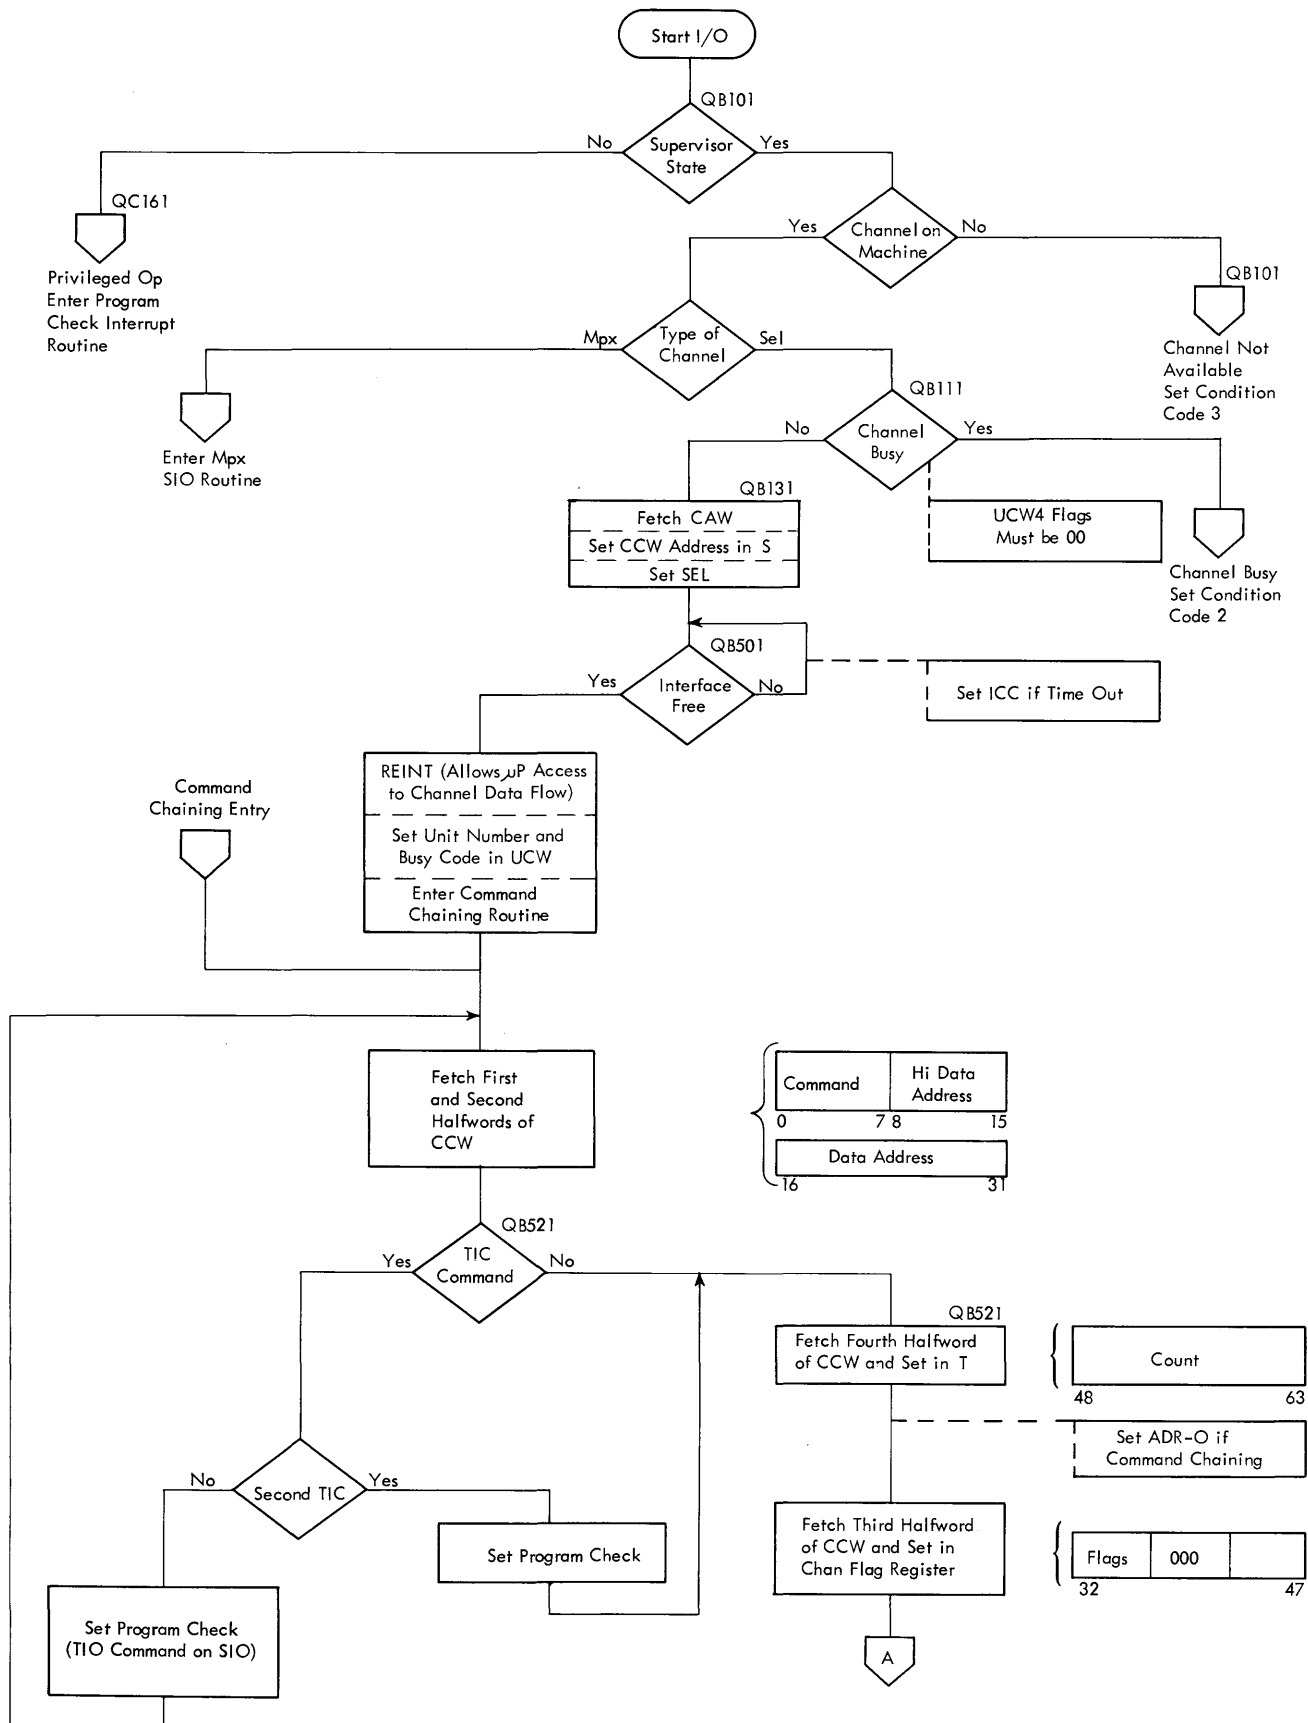 Start I/O
QB101
No
Supervisor
State
Yes
QC161
Privileged Op
Enter Program
Check Interrupt
Routine
Yes
Channel on
Machine
No
QB101
Channel Not
Available
Set Condition
Code 3
Mpx
Type of
Channel
Sel
Enter Mpx
SIO Routine
QB111
No
Channel
Busy
Yes
UCW4 Flags
Must be 00
Channel Busy
Set Condition
Code 2
QB131
Fetch CAW
Set CCW Address in S
Set SEL
QB501
Yes
Interface
Free
No
Set ICC if Time Out
REINT (Allows μP Access
to Channel Data Flow)
Set Unit Number and
Busy Code in UCW
Enter Command
Chaining Routine
Command
Chaining Entry
Fetch First
and Second
Halfwords of
CCW
Command
Hi Data
Address
0 7 8 15
Data Address
16 31
QB521
Yes
TIC
Command
No
QB521
Fetch Fourth Halfword
of CCW and Set in T
Count
48 63
Set ADR-O if
Command Chaining
No
Second TIC
Yes
Set Program Check
Fetch Third Halfword
of CCW and Set in
Chan Flag Register
Flags 000
32 47
Set Program Check
(TIO Command on SIO)
A